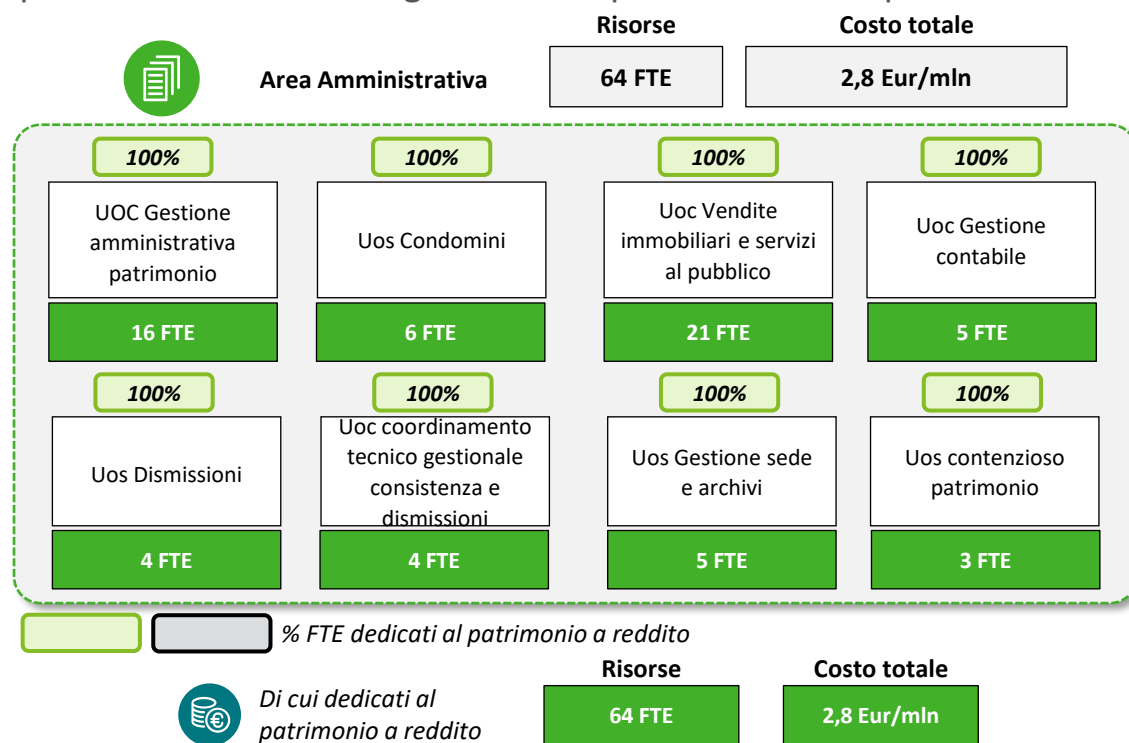 Risorse
Costo totale
Area Amministrativa
64 FTE
2,8 Eur/mln
100%
100%
100%
100%
UOC Gestione
amministrativa
patrimonio
Uos Condomini
Uoc Vendite
immobiliari e servizi
al pubblico
Uoc Gestione
contabile
16 FTE
6 FTE
21 FTE
5 FTE
100%
100%
100%
100%
Uos Dismissioni
Uoc coordinamento
tecnico gestionale
consistenza e
dismissioni
Uos Gestione sede
e archivi
Uos contenzioso
patrimonio
4 FTE
4 FTE
5 FTE
3 FTE
% FTE dedicati al patrimonio a reddito
Risorse
Costo totale
Di cui dedicati al
patrimonio a reddito
64 FTE
2,8 Eur/mln